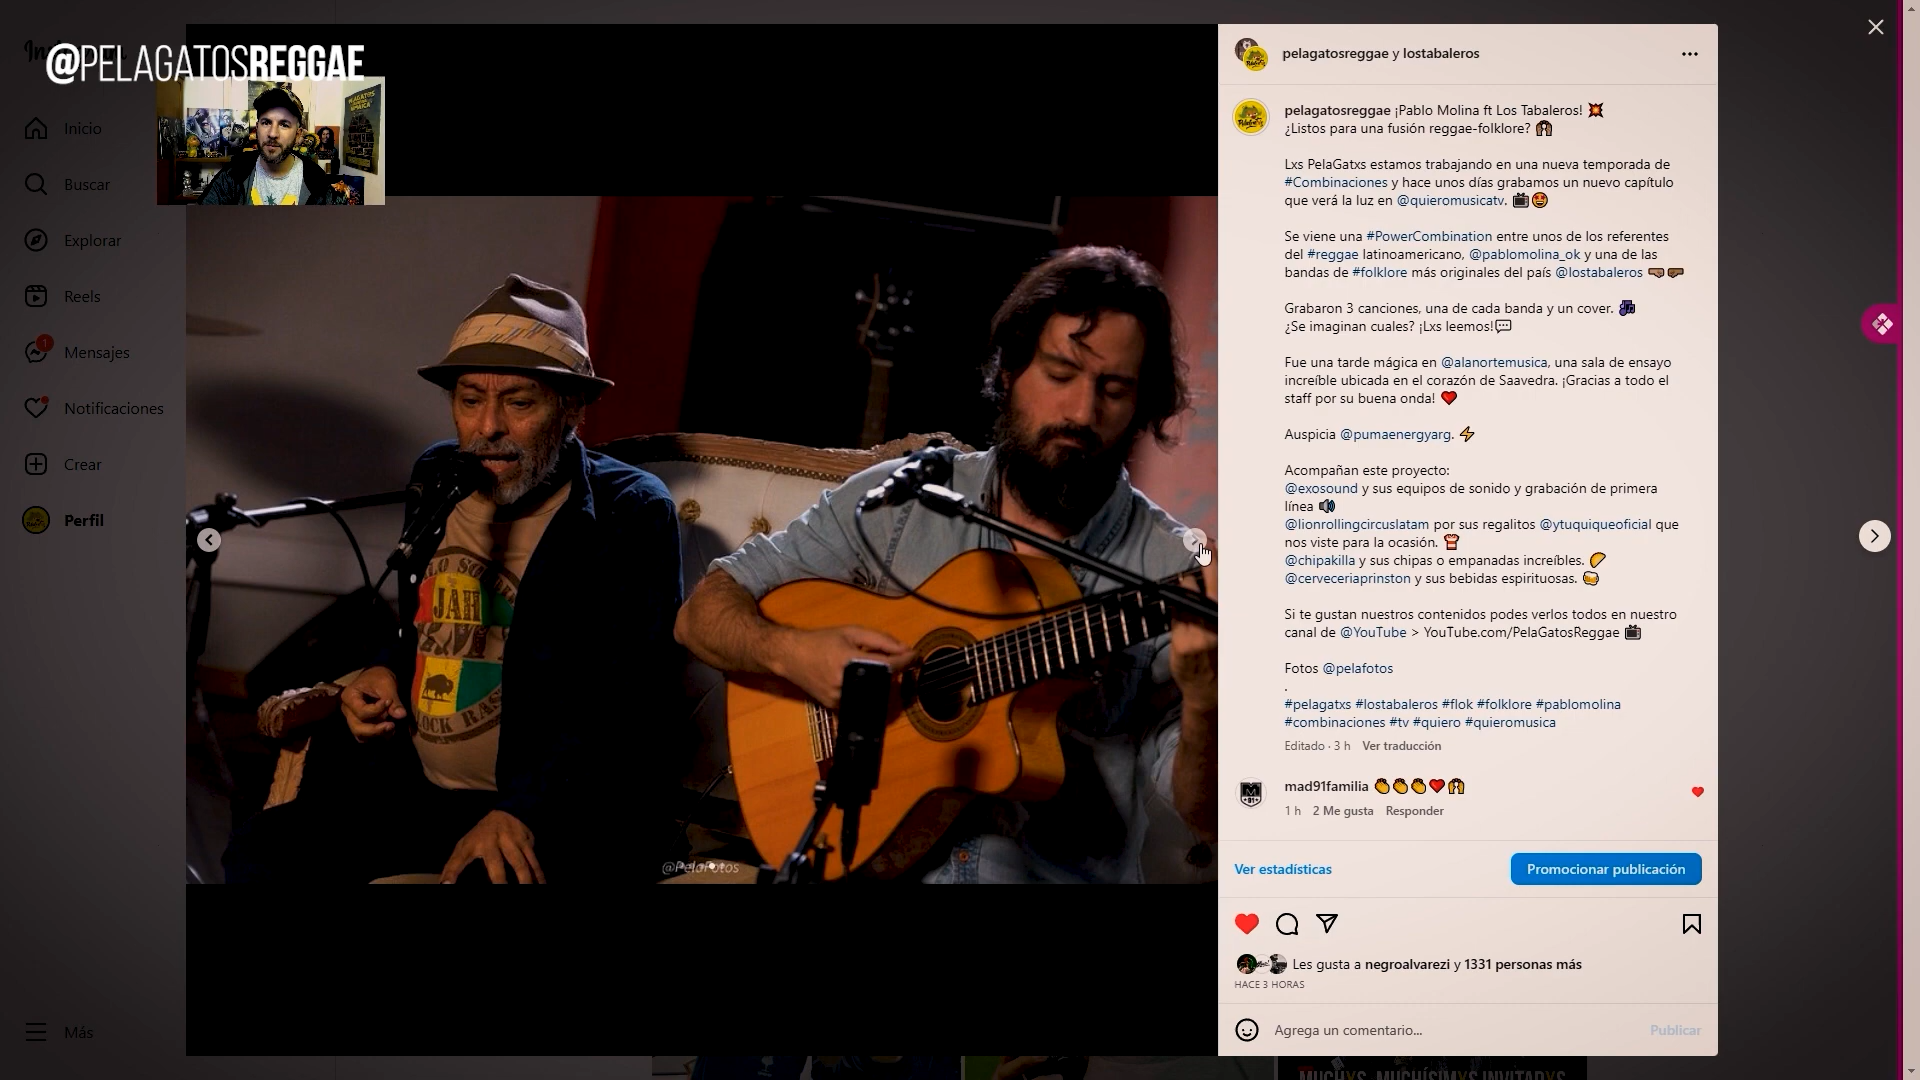 @PELAGATOSREGGAE
Inicio
Buscar
Explorar
Reels
1
Mensajes
Notificaciones
Crear
Perfil
Más
JAH
@PelaFotos
pelagatosreggae y lostabaleros
pelagatosreggae ¡Pablo Molina ft Los Tabaleros! 💥
¿Listos para una fusión reggae-folklore? 🙌🏽
Lxs PelaGatxs estamos trabajando en una nueva temporada de
#Combinaciones y hace unos días grabamos un nuevo capítulo
que verá la luz en @quieromusicatv. 📺🤩
Se viene una #PowerCombination entre unos de los referentes
del #reggae latinoamericano, @pablomolina_ok y una de las
bandas de #folklore más originales del país @lostabaleros 🤜🏽🤛🏾
Grabaron 3 canciones, una de cada banda y un cover. 🎶
¿Se imaginan cuales? ¡Lxs leemos!💬
Fue una tarde mágica en @alanortemusica, una sala de ensayo
increíble ubicada en el corazón de Saavedra. ¡Gracias a todo el
staff por su buena onda! ❤️
Auspicia @pumaenergyarg. ⚡
Acompañan este proyecto:
@exosound y sus equipos de sonido y grabación de primera
línea 🔊
@lionrollingcircuslatam por sus regalitos @ytuquiqueoficial que
nos viste para la ocasión.
@chipakilla y sus chipas o empanadas increíbles. 🥟
@cerveceriaprinston y sus bebidas espirituosas. 🍻
Si te gustan nuestros contenidos podes verlos todos en nuestro
canal de @YouTube > YouTube.com/PelaGatosReggae 📺
Fotos @pelafotos
.
#pelagatxs #lostabaleros #flok #folklore #pablomolina
#combinaciones #tv #quiero #quieromusica
Editado · 3 h Ver traducción
mad91familia 👏👏👏❤️🙌
1 h 2 Me gusta Responder
Ver estadísticas
Promocionar publicación
Les gusta a negroalvarezi y 1331 personas más
HACE 3 HORAS
Agrega un comentario...
Publicar
MUCHXS, MUCHÍSIMXS INVITADXS